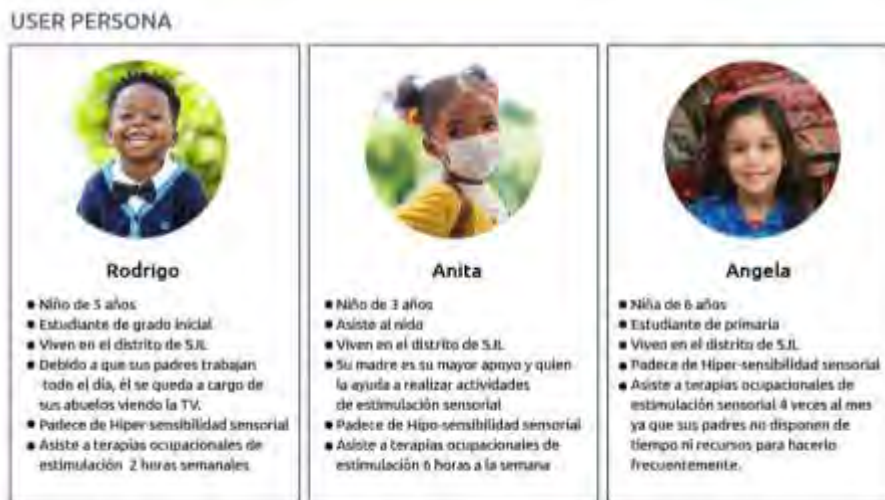 USER PERSONA
Rodrigo
• Niño de 5 años
• Estudiante de grado inicial
• Viven en el distrito de SJL
• Debido a que sus padres trabajan
todo el día, él se queda a cargo de
sus abuelos viendo la TV.
• Padece de Hiper sensibilidad sensorial
• Asiste a terapias ocupacionales de
estimulación 2 horas semanales
Anita
• Niño de 3 años
• Asiste al nido
• Viven en el distrito de SJL
• Su madre es su mayor apoyo y quien
la ayuda a realizar actividades
de estimulación sensorial
• Padece de Hipo-sensibilidad sensorial
• Asiste a terapias ocupacionales de
estimulación 6 horas a la semana
Angela
• Niña de 6 años
• Estudiante de primaria
• Viven en el distrito de SJL
• Padece de Hiper-sensibilidad sensorial
• Asiste a terapias ocupacionales de
estimulación sensorial 4 veces al mes
ya que sus padres no disponen de
tiempo ni recursos para hacerlo
frecuentemente.